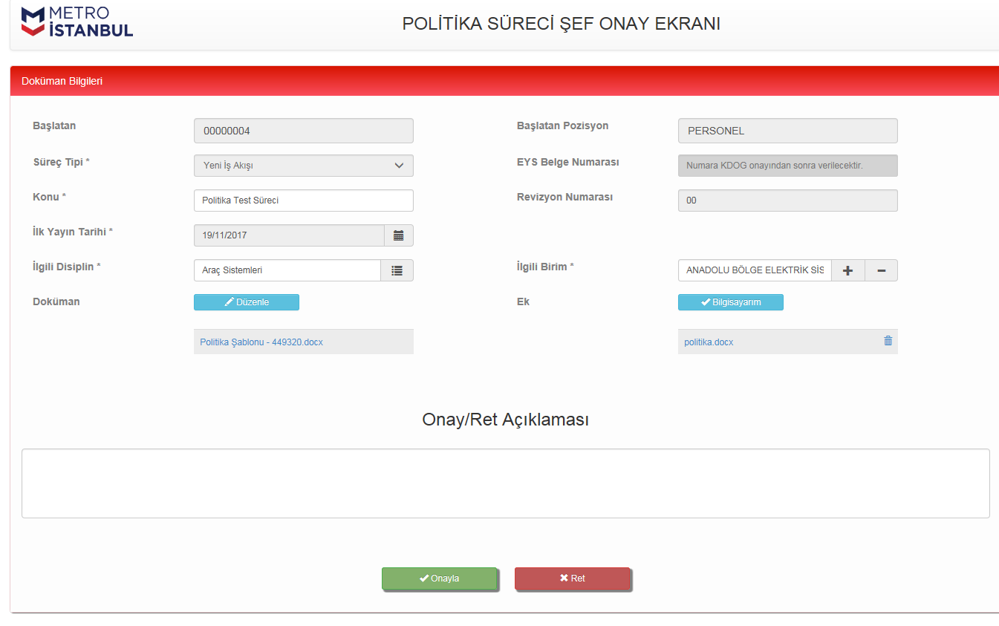 METRO
İSTANBUL
POLİTİKA SÜRECİ ŞEF ONAY EKRANI
Doküman Bilgileri
Başlatan
00000004
Başlatan Pozisyon
PERSONEL
Süreç Tipi *
Yeni İş Akışı
EYS Belge Numarası
Numara KDOG onayından sonra verilecektir.
Konu *
Politika Test Süreci
Revizyon Numarası
00
İlk Yayın Tarihi *
19/11/2017
İlgili Disiplin *
Araç Sistemleri
İlgili Birim *
ANADOLU BÖLGE ELEKTRİK SİS
Doküman
Düzenle
Ek
Bilgisayarım
Politika Şablonu - 449320.docx
politika.docx
Onay/Ret Açıklaması
Onayla
Ret